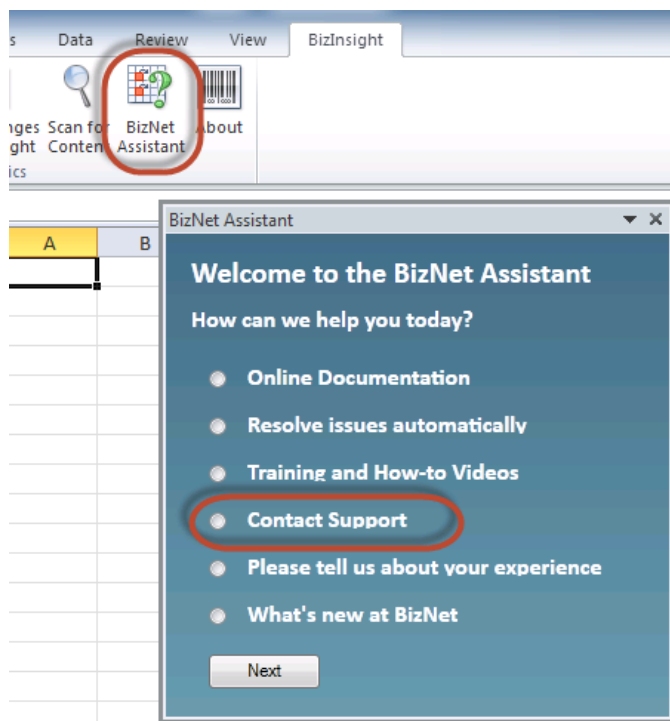 s Data Review View BizInsight
nges Scan for BizNet About
ght Conten Assistant
ics
BizNet Assistant
A B
Welcome to the BizNet Assistant
How can we help you today?
Online Documentation
Resolve issues automatically
Training and How-to Videos
Contact Support
Please tell us about your experience
What's new at BizNet
Next